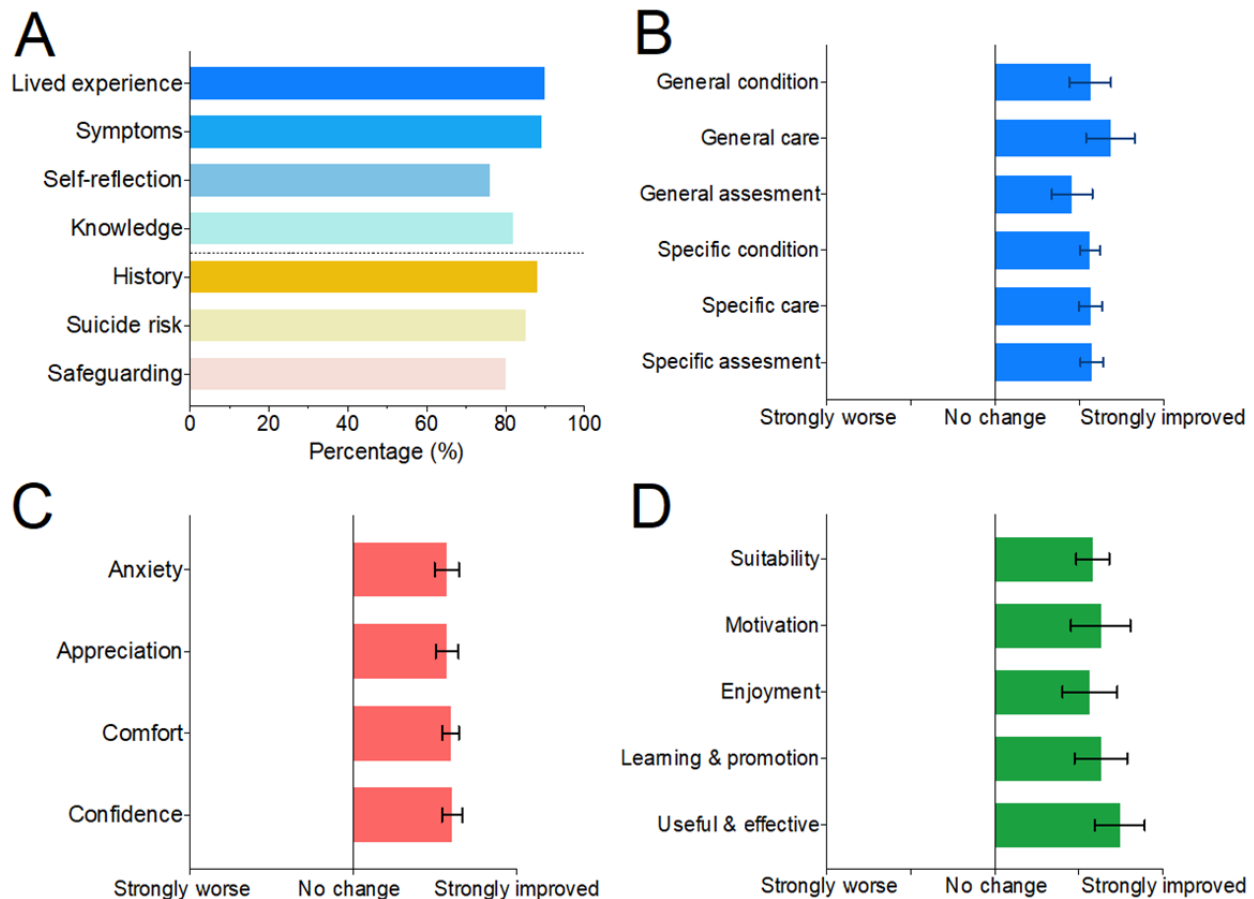 A
Lived experience
Symptoms
Self-reflection
Knowledge
History
Suicide risk
Safeguarding
0 20 40 60 80 100
Percentage (%)
B
General condition
General care
General assesment
Specific condition
Specific care
Specific assesment
Strongly worse No change Strongly improved
C
Anxiety
Appreciation
Comfort
Confidence
Strongly worse No change Strongly improved
D
Suitability
Motivation
Enjoyment
Learning & promotion
Useful & effective
Strongly worse No change Strongly improved